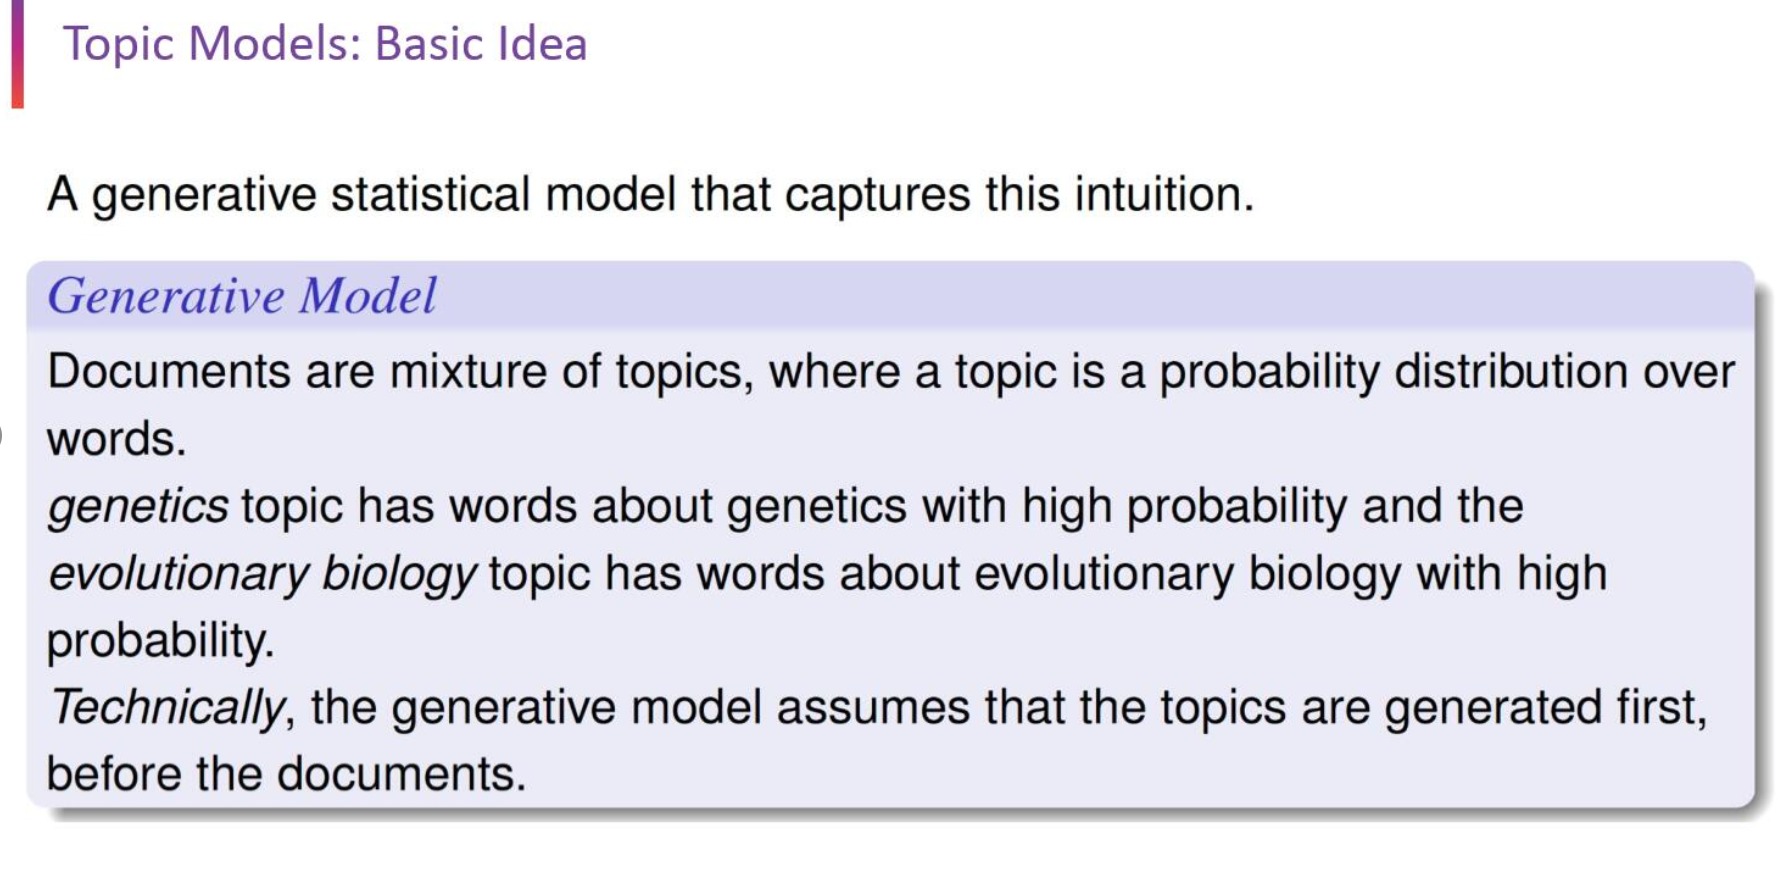 Topic Models: Basic Idea
A generative statistical model that captures this intuition.
Generative Model
Documents are mixture of topics, where a topic is a probability distribution over
words.
genetics topic has words about genetics with high probability and the
evolutionary biology topic has words about evolutionary biology with high
probability.
Technically, the generative model assumes that the topics are generated first,
before the documents.